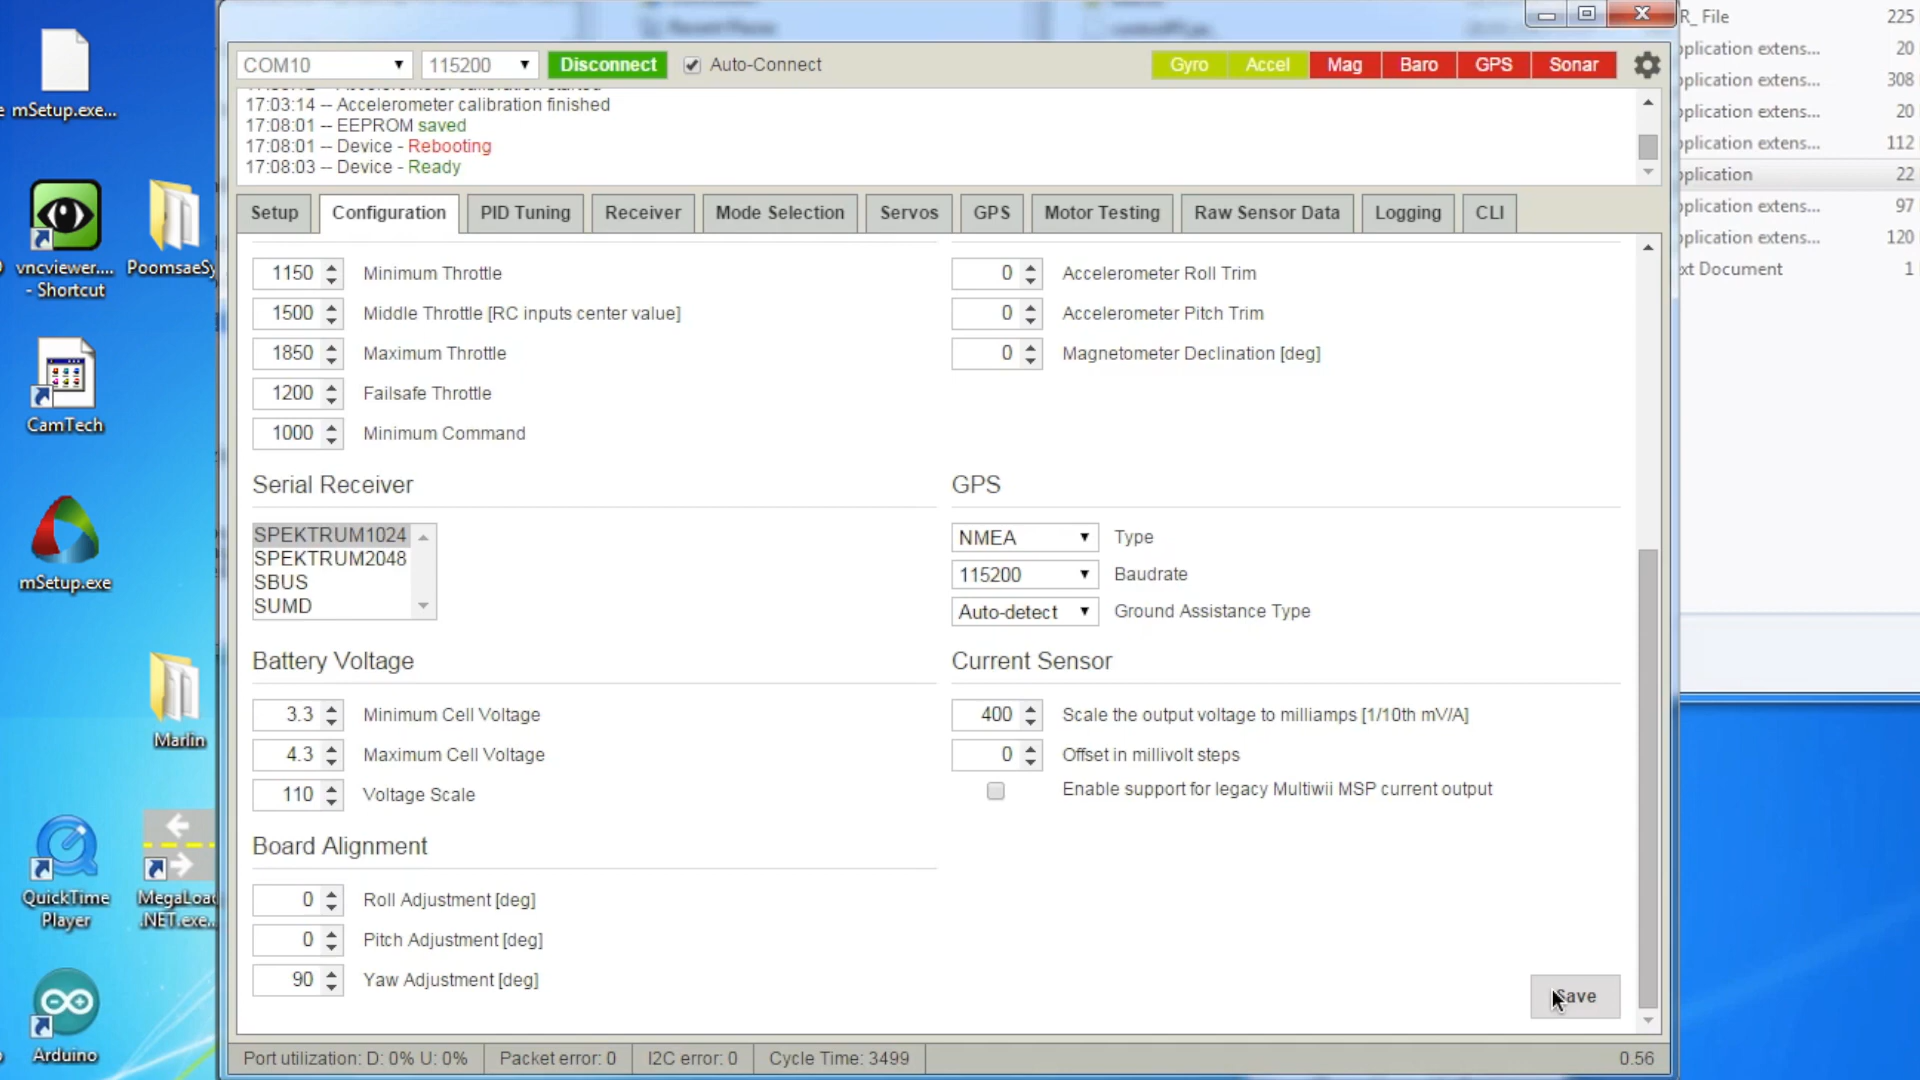 R_ File 225
COM10 115200 Disconnect Auto-Connect Gyro Accel Mag Baro GPS Sonar
pplication extens... 20
pplication extens... 308
17:03:14 -- Accelerometer calibration finished
pplication extens... 20
17:08:01 -- EEPROM saved
17:08:01 -- Device - Rebooting
pplication extens... 112
17:08:03 -- Device - Ready
pplication 22
pplication extens... 97
pplication extens... 120
xt Document 1
Setup Configuration PID Tuning Receiver Mode Selection Servos GPS Motor Testing Raw Sensor Data Logging CLI
1150 Minimum Throttle
1500 Middle Throttle [RC inputs center value]
1850 Maximum Throttle
1200 Failsafe Throttle
1000 Minimum Command
0 Accelerometer Roll Trim
0 Accelerometer Pitch Trim
0 Magnetometer Declination [deg]
Serial Receiver
SPEKTRUM1024
SPEKTRUM2048
SBUS
SUMD
GPS
NMEA Type
115200 Baudrate
Auto-detect Ground Assistance Type
Battery Voltage
3.3 Minimum Cell Voltage
4.3 Maximum Cell Voltage
110 Voltage Scale
Current Sensor
400 Scale the output voltage to milliamps [1/10th mV/A]
0 Offset in millivolt steps
Enable support for legacy Multiwii MSP current output
Board Alignment
0 Roll Adjustment [deg]
0 Pitch Adjustment [deg]
90 Yaw Adjustment [deg]
Save
Port utilization: D: 0% U: 0% Packet error: 0 I2C error: 0 Cycle Time: 3499 0.56
mSetup.exe...
vncviewer....
- Shortcut
PoomsaeSy
CamTech
mSetup.exe
Marlin
QuickTime
Player
MegaLoad
.NET.exe...
Arduino